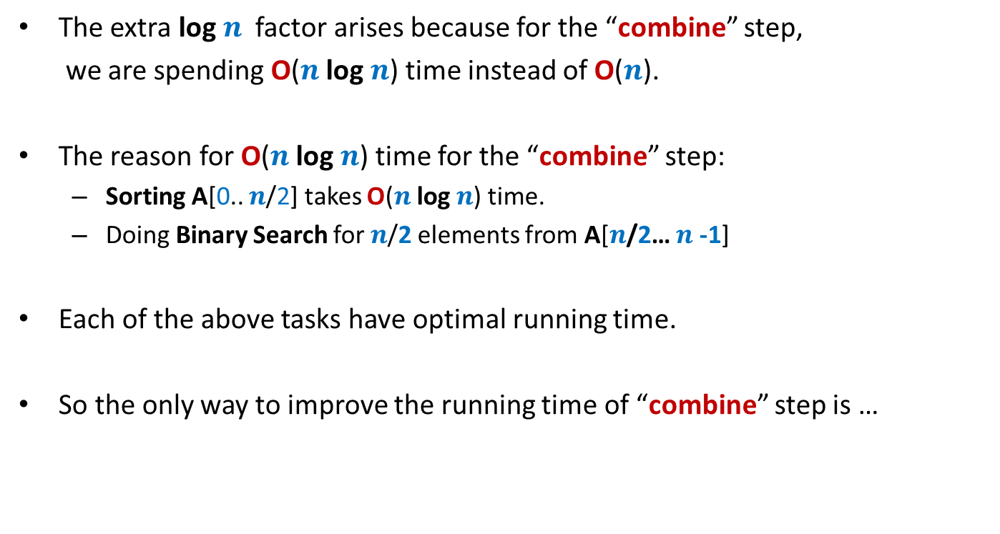 • The extra log n factor arises because for the “combine” step,
we are spending O(n log n) time instead of O(n).
• The reason for O(n log n) time for the “combine” step:
– Sorting A[0.. n/2] takes O(n log n) time.
– Doing Binary Search for n/2 elements from A[n/2… n -1]
• Each of the above tasks have optimal running time.
• So the only way to improve the running time of “combine” step is …